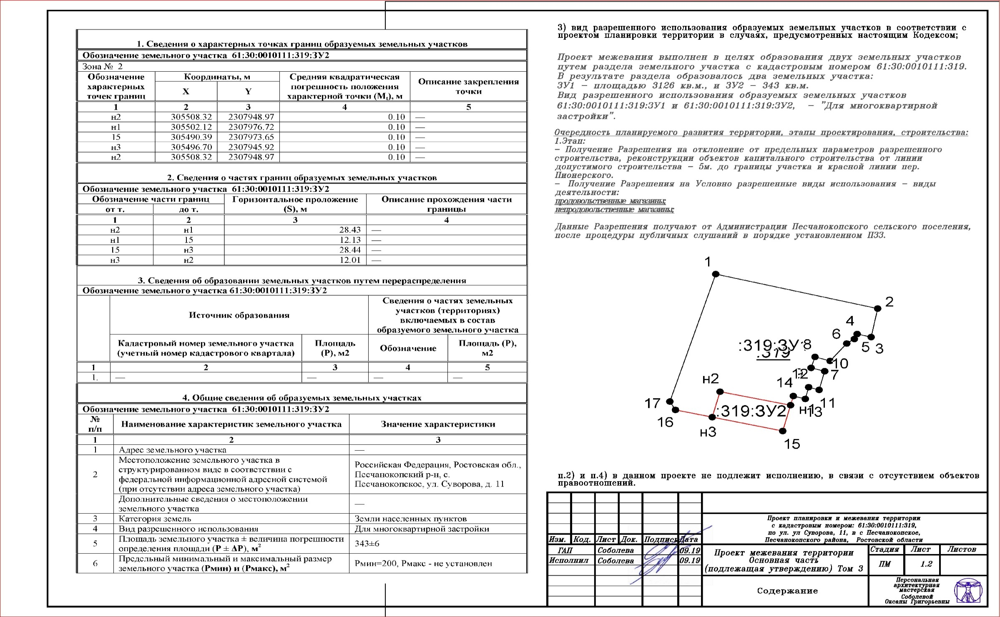 1. Сведения о характерных точках границ образуемых земельных участков
Обозначение земельного участка 61:30:0010111:319:ЗУ2
Зона № 2
Обозначение характерных точек границ | Координаты, м | Средняя квадратическая погрешность положения характерной точки (Mt), м | Описание закрепления точки
X | Y
1 | 2 | 3 | 4 | 5
н2 | 305508.32 | 2307948.97 | 0.10 | —
н1 | 305502.12 | 2307976.72 | 0.10 | —
15 | 305490.39 | 2307973.65 | 0.10 | —
н3 | 305496.70 | 2307945.92 | 0.10 | —
н2 | 305508.32 | 2307948.97 | 0.10 | —
2. Сведения о частях границ образуемых земельных участков
Обозначение земельного участка 61:30:0010111:319:ЗУ2
Обозначение части границ | Горизонтальное проложение (S), м | Описание прохождения части границы
от т. | до т.
1 | 2 | 3 | 4
н2 | н1 | 28.43 | —
н1 | 15 | 12.13 | —
15 | н3 | 28.44 | —
н3 | н2 | 12.01 | —
3. Сведения об образовании земельных участков путем перераспределения
Обозначение земельного участка 61:30:0010111:319:ЗУ2
Источник образования | Сведения о частях земельных участков (территориях) включаемых в состав образуемого земельного участка
Кадастровый номер земельного участка (учетный номер кадастрового квартала) | Площадь (Р), м2 | Обозначение | Площадь (Р), м2
1 | 2 | 3 | 4 | 5
1. | — | — | — | —
4. Общие сведения об образуемых земельных участках
Обозначение земельного участка 61:30:0010111:319:ЗУ2
№ п/п | Наименование характеристик земельного участка | Значение характеристики
1 | 2 | 3
1 | Адрес земельного участка | —
2 | Местоположение земельного участка в структурированном виде в соответствии с федеральной информационной адресной системой (при отсутствии адреса земельного участка) | Российская Федерация, Ростовская обл., Песчанокопский р-н, с. Песчанокопское, ул. Суворова, д. 11
Дополнительные сведения о местоположении земельного участка | —
3 | Категория земель | Земли населенных пунктов
4 | Вид разрешенного использования | Для многоквартирной застройки
5 | Площадь земельного участка ± величина погрешности определения площади (P ± ΔP), м² | 343±6
6 | Предельный минимальный и максимальный размер земельного участка (Рмин) и (Рмакс), м² | Рмин=200, Рмакс - не установлен
3) вид разрешенного использования образуемых земельных участков в соответствии с
проектом планировки территории в случаях, предусмотренных настоящим Кодексом;
Проект межевания выполнен в целях образования двух земельных участков
путем раздела земельного участка с кадастровым номером 61:30:0010111:319.
В результате раздела образовалось два земельных участка:
ЗУ1 – площадью 3126 кв.м., и ЗУ2 – 343 кв.м.
Вид разрешенного использования образуемых земельных участков
61:30:0010111:319:ЗУ1 и 61:30:0010111:319:ЗУ2, – "Для многоквартирной
застройки".
Очередность планируемого развития территории, этапы проектирования, строительства:
1.Этап:
– Получение Разрешения на отклонение от предельных параметров разрешенного
строительства, реконструкции объектов капитального строительства от линии
допустимого строительства – 5м. до границы участка и красной линии пер.
Пионерского.
– Получение Разрешения на Условно разрешенные виды использования – виды
деятельности:
продовольственные магазины;
непродовольственные магазины;
Данные Разрешения получают от Администрации Песчанокопского сельского поселения,
после процедуры публичных слушаний в порядке установленном ПЗЗ.
1
2
4
6
5
3
:319:ЗУ1
8
:319
10
12
7
н2
14
11
17
:319:ЗУ2
н1
13
16
н3
15
п.2) и п.4) в данном проекте не подлежит исполнению, в связи с отсутствием объектов
правоотношений.
Проект планировки и межевания территории
с кадастровым номером: 61:30:0010111:319,
по ул. ул Суворова, 11, в с Песчанокопское,
Песчанокопского района, Ростовской области
Изм. | Код. | Лист | Док. | Подпись | Дата
ГАП | Соболева | 09.19
Исполнил | Соболева | 09.19
Проект межевания территории
Основная часть
(подлежащая утверждению) Том 3
Стадия | Лист | Листов
ПМ | 1.2
Содержание
Персональная
архитектурная
мастерская
Соболевой
Оксаны Григорьевны